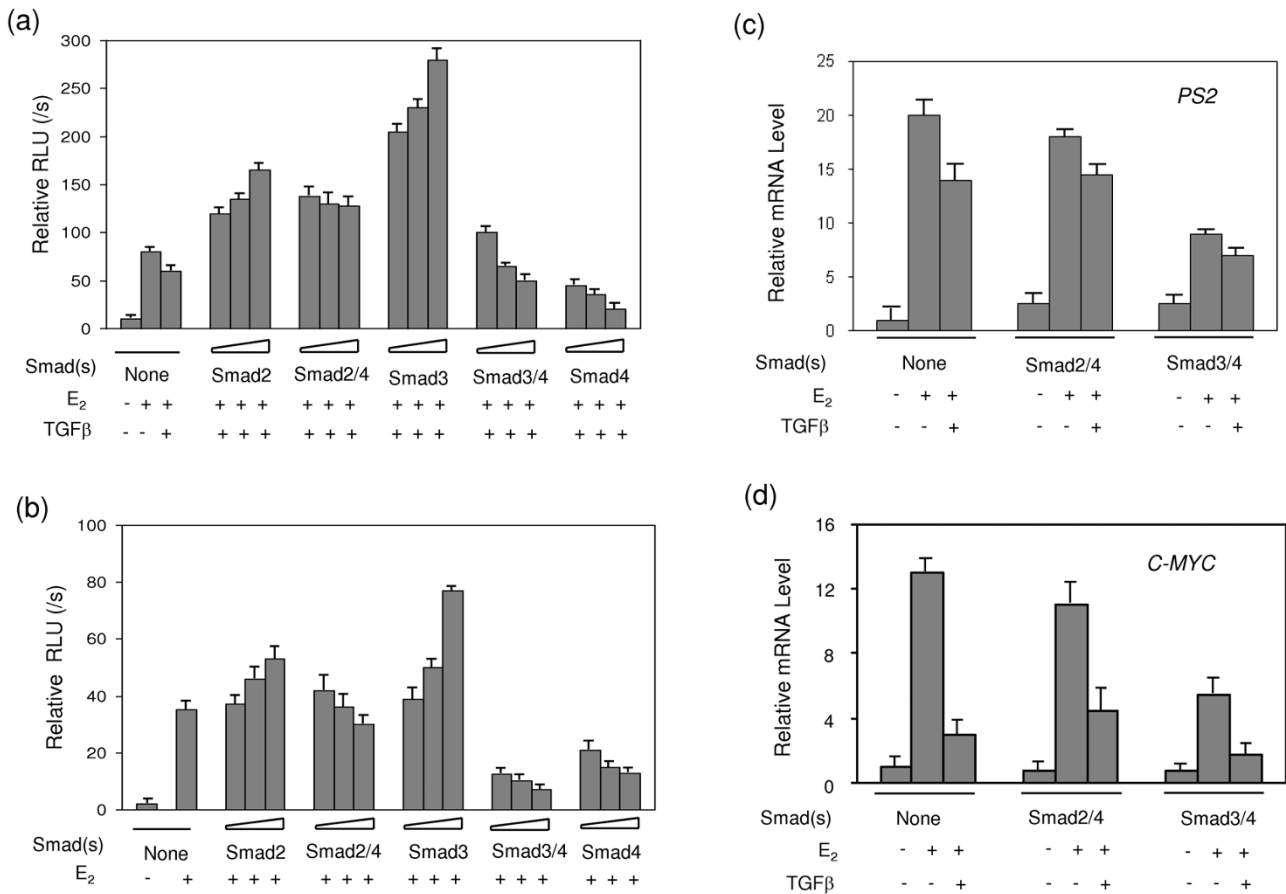 (a)
Relative RLU (/s)
300
250
200
150
100
50
0
Smad(s)
None Smad2 Smad2/4 Smad3 Smad3/4 Smad4
E2 - + + + + + + + + + + + + + + + + +
TGFβ - - + + + + + + + + + + + + + + + +
(b)
Relative RLU (/s)
100
80
60
40
20
0
Smad(s)
None Smad2 Smad2/4 Smad3 Smad3/4 Smad4
E2 - + + + + + + + + + + + + + + + +
(c)
PS2
Relative mRNA Level
25
20
15
10
5
0
Smad(s)
None Smad2/4 Smad3/4
E2 - + + - + + - + +
TGFβ - - + - - + - - +
(d)
C-MYC
Relative mRNA Level
16
12
8
4
0
Smad(s) None Smad2/4 Smad3/4
E2 - + + - + + - + +
TGFβ - - + - - + - - +